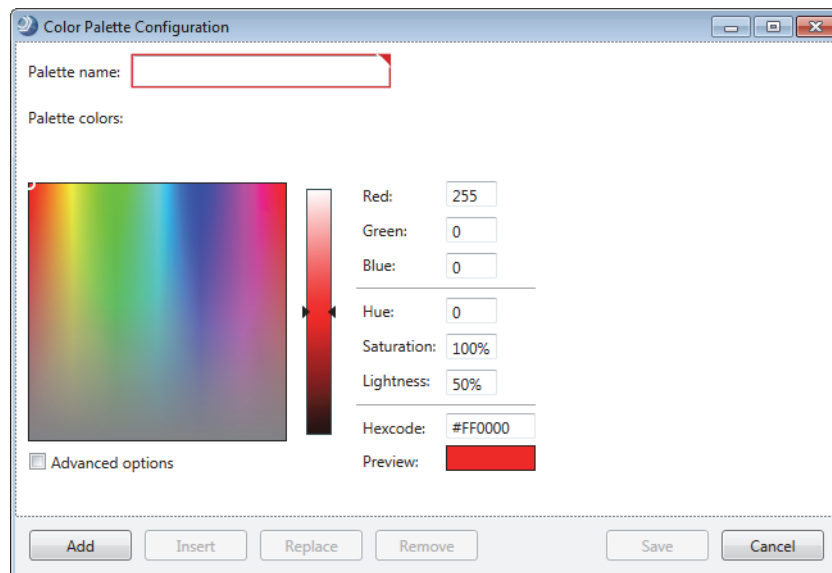 Color Palette Configuration
Palette name:
Palette colors:
Red: 255
Green: 0
Blue: 0
Hue: 0
Saturation: 100%
Lightness: 50%
Hexcode: #FF0000
Preview:
Advanced options
Add Insert Replace Remove Save Cancel